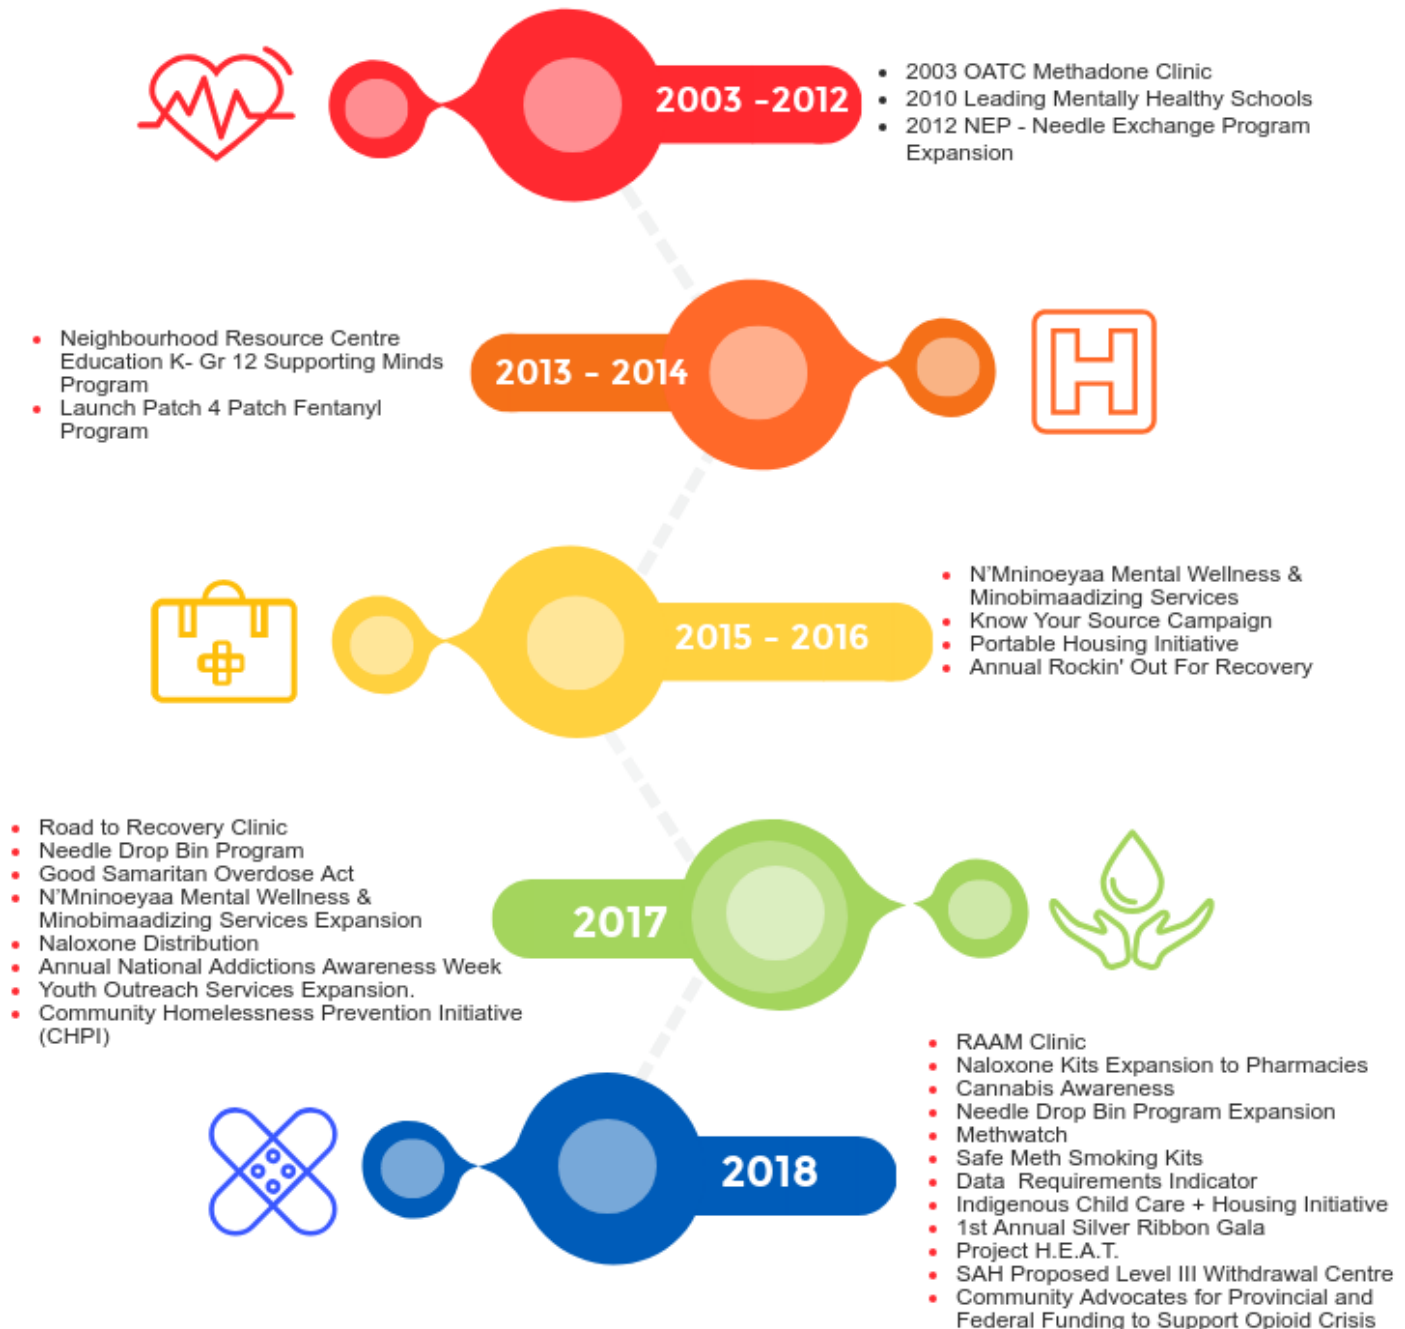 2003 -2012
• 2003 OATC Methadone Clinic
• 2010 Leading Mentally Healthy Schools
• 2012 NEP - Needle Exchange Program
Expansion
• Neighbourhood Resource Centre
Education K- Gr 12 Supporting Minds
Program
• Launch Patch 4 Patch Fentanyl
Program
2013 - 2014
H
2015 - 2016
• N'Mninoeyaa Mental Wellness &
Minobimaadizing Services
• Know Your Source Campaign
• Portable Housing Initiative
• Annual Rockin' Out For Recovery
• Road to Recovery Clinic
• Needle Drop Bin Program
• Good Samaritan Overdose Act
• N'Mninoeyaa Mental Wellness &
Minobimaadizing Services Expansion
• Naloxone Distribution
• Annual National Addictions Awareness Week
• Youth Outreach Services Expansion.
• Community Homelessness Prevention Initiative
(CHPI)
2017
2018
• RAAM Clinic
• Naloxone Kits Expansion to Pharmacies
• Cannabis Awareness
• Needle Drop Bin Program Expansion
• Methwatch
• Safe Meth Smoking Kits
• Data  Requirements Indicator
• Indigenous Child Care + Housing Initiative
• 1st Annual Silver Ribbon Gala
• Project H.E.A.T.
• SAH Proposed Level III Withdrawal Centre
• Community Advocates for Provincial and
Federal Funding to Support Opioid Crisis